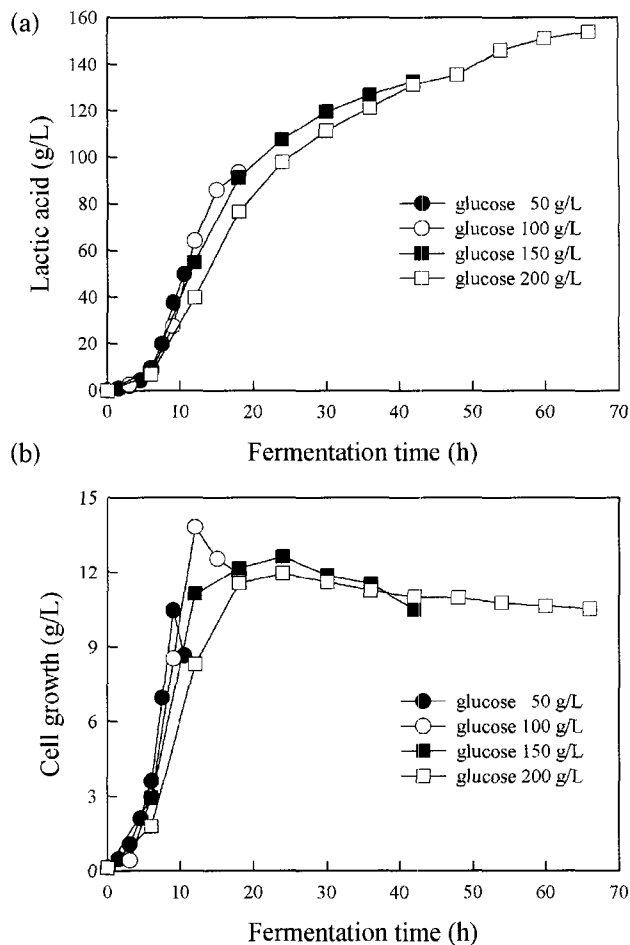 (a)
160
140
120
100
80
60
40
20
0
Lactic acid (g/L)
glucose 50 g/L
glucose 100 g/L
glucose 150 g/L
glucose 200 g/L
0 10 20 30 40 50 60 70
Fermentation time (h)
(b)
15
12
9
6
3
0
Cell growth (g/L)
glucose 50 g/L
glucose 100 g/L
glucose 150 g/L
glucose 200 g/L
0 10 20 30 40 50 60 70
Fermentation time (h)